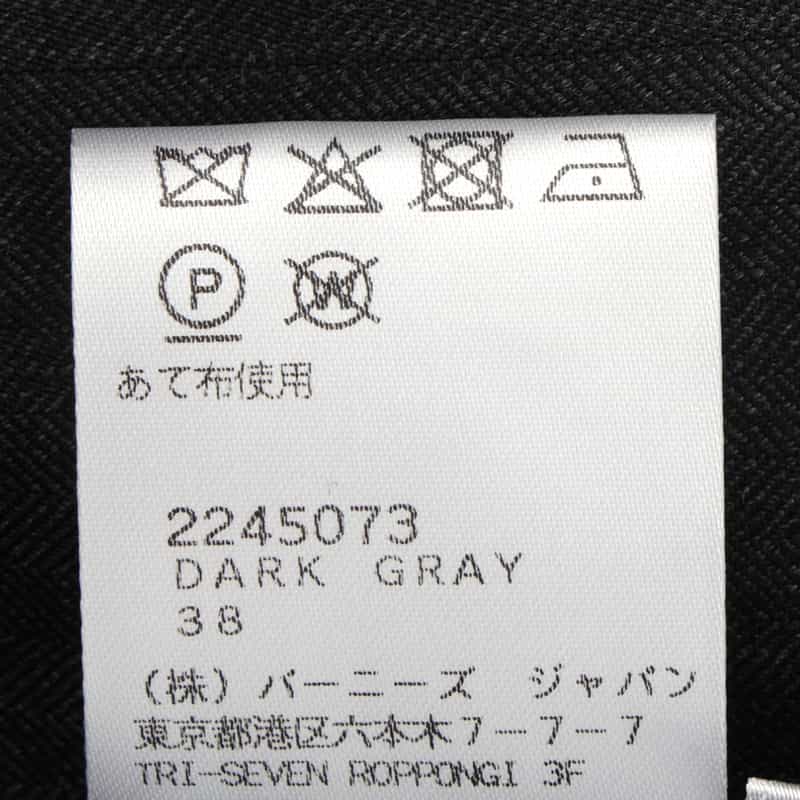 P W
あて布使用
2245073
DARK GRAY
38
(株) バーニーズ ジャパン
東京都港区六本木7-7-7
TRI-SEVEN ROPPONGI 3F